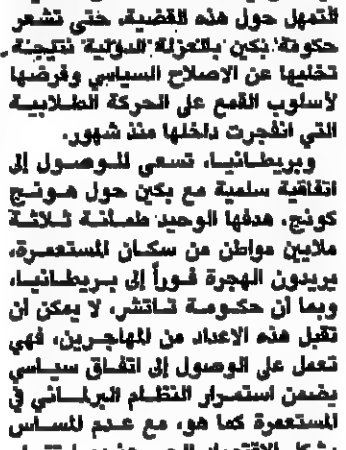 للتمهل حول هذه القضية، حتى تشعر
حكومة بكين بالعزلة الدولية نتيجة
تخليها عن الاصلاح السياسي وفرضها
لأسلوب القمع على الحركة الطلابية
التي انفجرت داخلها منذ شهور.
وبريطانيا، تسعى للوصول إلى
اتفاقية سلمية مع بكين حول هونج
كونج، هدفها الوحيد طمأنة ثلاثة
ملايين مواطن من سكان المستعمرة،
يريدون الهجرة فوراً إلى بريطانيا،
وبما أن حكومة تاتشر، لا يمكن أن
تقبل هذه الاعداد من المهاجرين، فهي
تعمل على الوصول إلى اتفاق سياسي
يضمن استمرار النظام البرلماني في
المستعمرة كما هو، مع عدم المساس